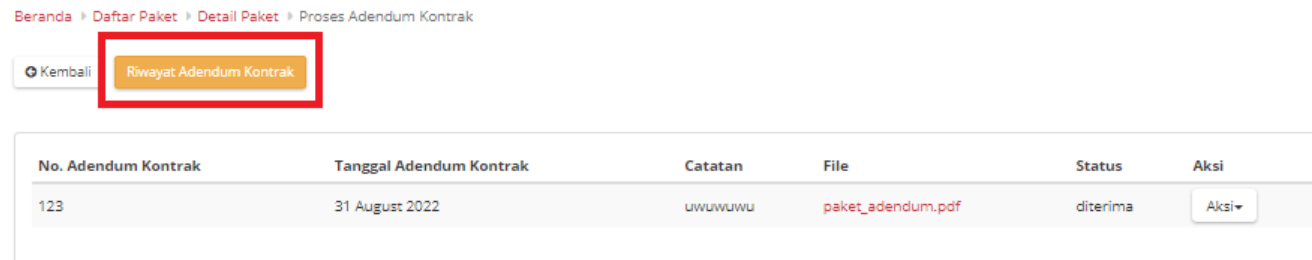 Beranda Daftar Paket Detail Paket Proses Adendum Kontrak
Kembali Riwayat Adendum Kontrak
No. Adendum Kontrak Tanggal Adendum Kontrak Catatan File Status Aksi
123 31 August 2022 uwuwuwu paket_adendum.pdf diterima Aksi